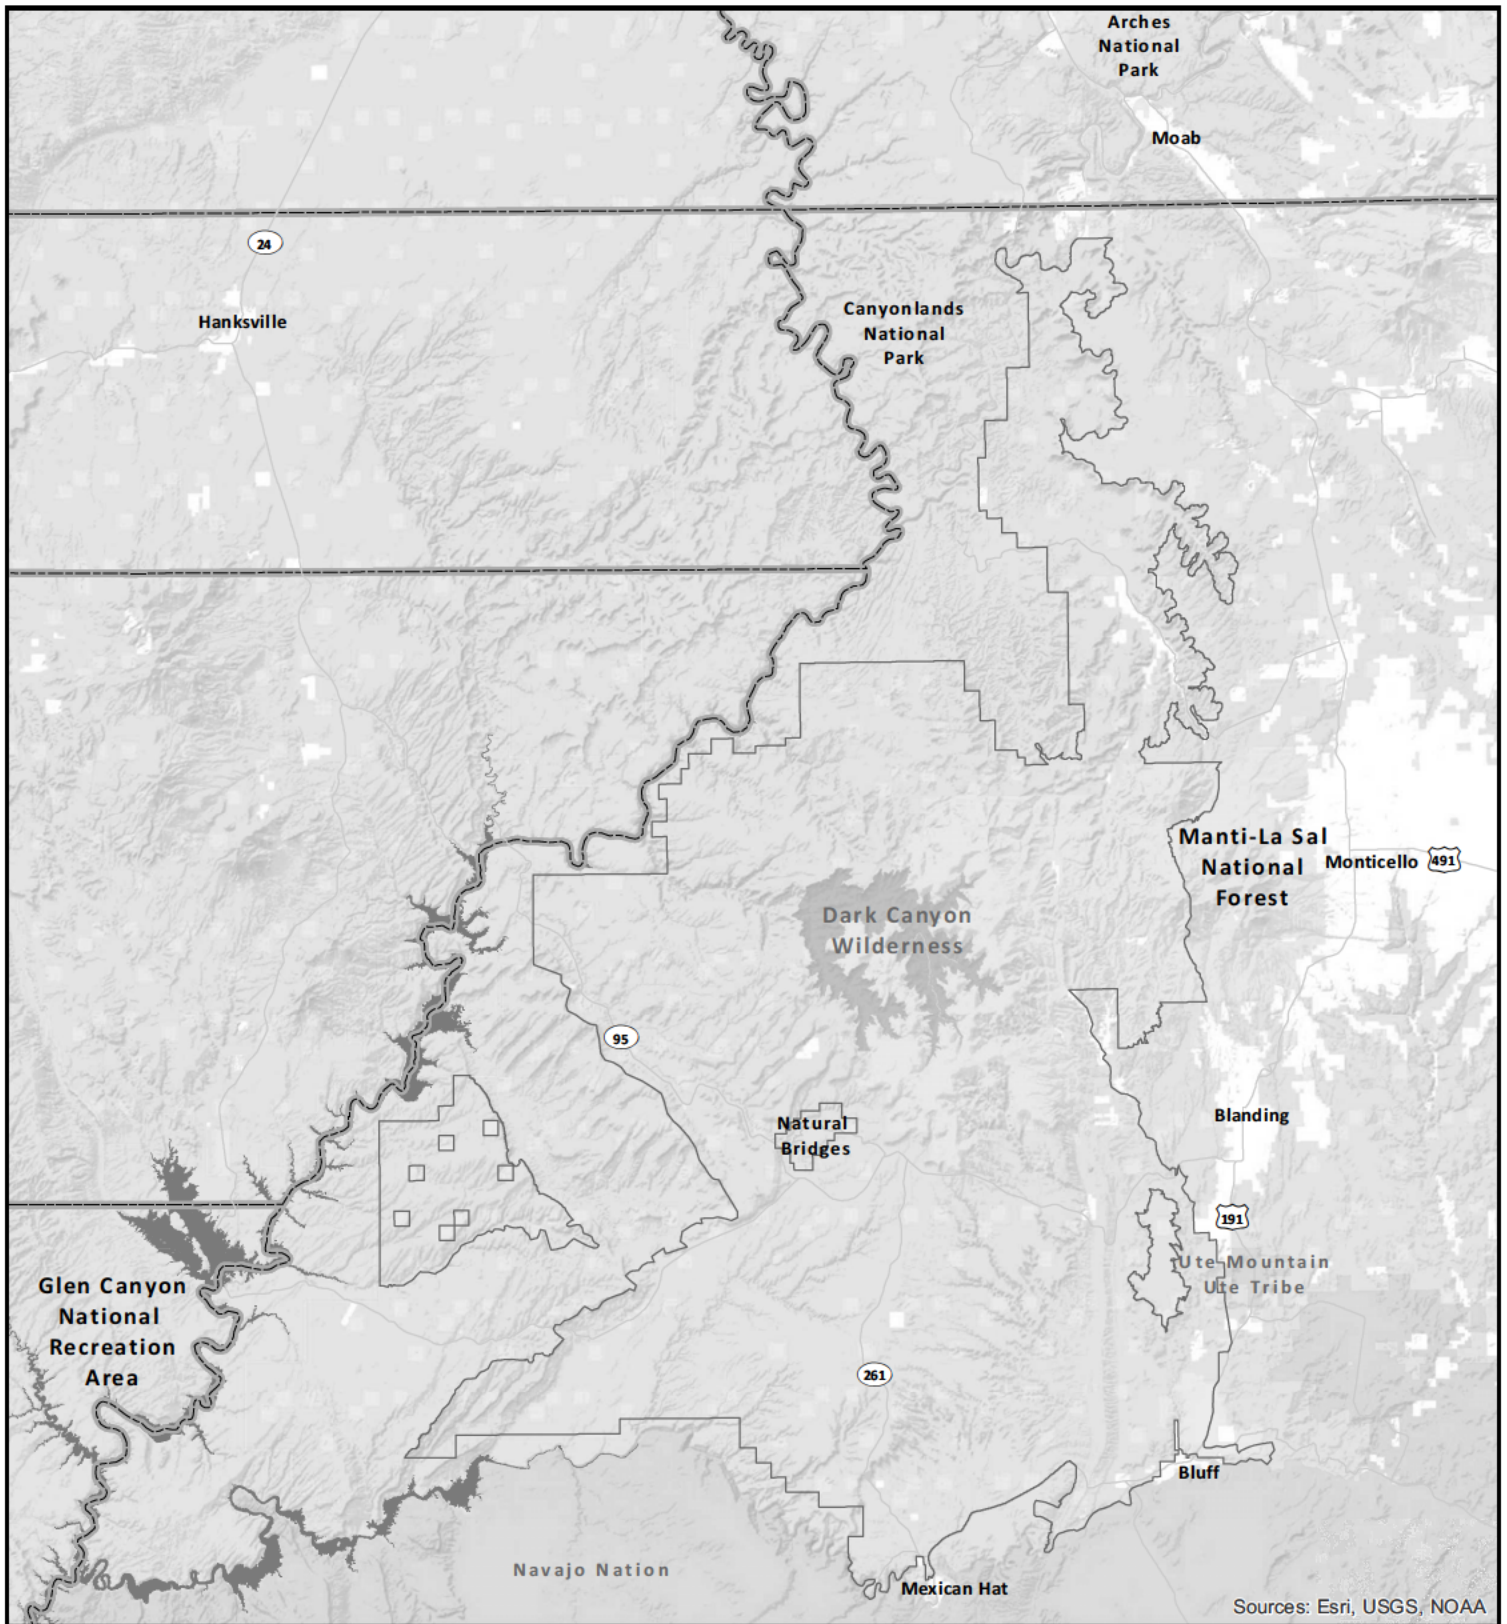 Arches
National
Park
Moab
24
Hanksville
Canyonlands
National
Park
Manti-La Sal
National
Forest
Monticello
491
Dark Canyon
Wilderness
95
Natural
Bridges
Blanding
191
Ute Mountain
Ute Tribe
Glen Canyon
National
Recreation
Area
261
Bluff
Navajo Nation
Mexican Hat
Sources: Esri, USGS, NOAA